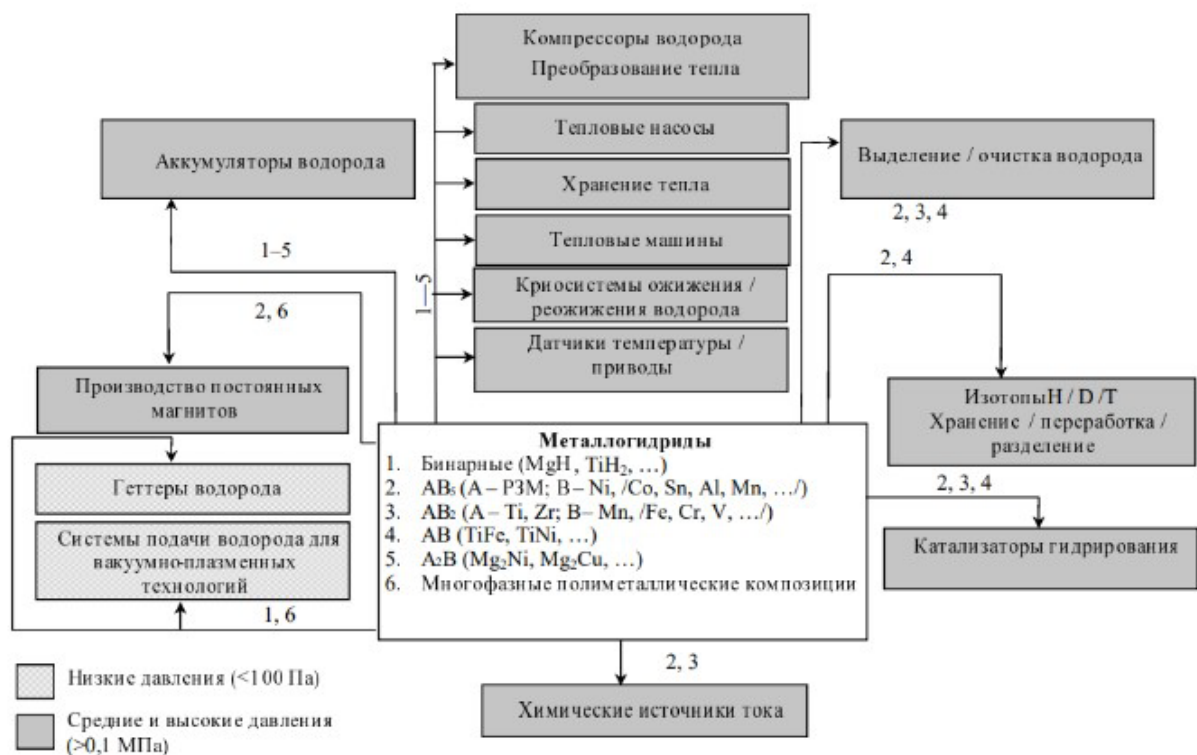 Компрессоры водорода
Преобразование тепла
Тепловые насосы
Хранение тепла
Тепловые машины
Криосистемы ожижения /
реожижения водорода
Датчики температуры /
приводы
1—5
Аккумуляторы водорода
1–5
2, 6
Производство постоянных
магнитов
Геттеры водорода
Системы подачи водорода для
вакуумно-плазменных
технологий
1, 6
Выделение / очистка водорода
2, 3, 4
2, 4
Изотопы H / D /T
Хранение / переработка /
разделение
2, 3, 4
Катализаторы гидрирования
Металлогидриды
1. Бинарные (MgH , TiH₂, …)
2. AB₅ (A – РЗМ; B – Ni, /Co, Sn, Al, Mn, …/)
3. AB₂ (A – Ti, Zr; B– Mn, /Fe, Cr, V, …/)
4. AB (TiFe, TiNi, …)
5. A₂B (Mg₂Ni, Mg₂Cu, …)
6. Многофазные полиметаллические композиции
2, 3
Химические источники тока
Низкие давления (<100 Па)
Средние и высокие давления
(>0,1 МПа)